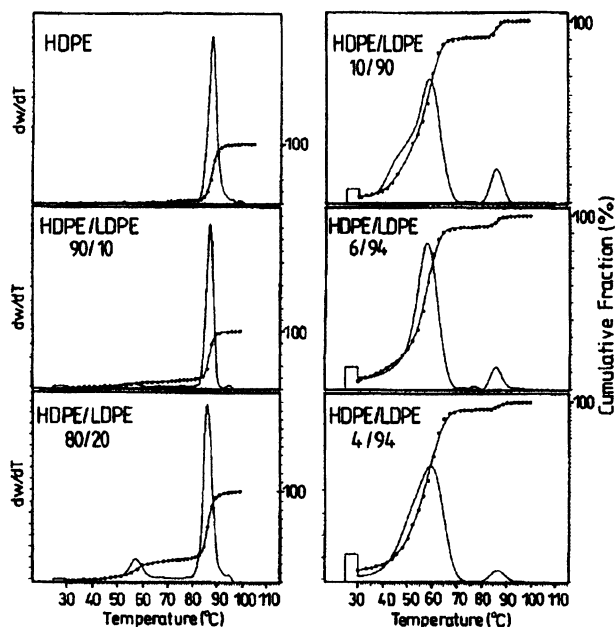 HDPE
dw/dT
100
HDPE/LDPE
90/10
dw/dT
100
HDPE/LDPE
80/20
dw/dT
100
30 40 50 60 70 80 90 100 110
Temperature (°C)
HDPE/LDPE
10/90
100
HDPE/LDPE
6/94
100
HDPE/LDPE
4/94
100
30 40 50 60 70 80 90 100 110
Temperature (°C)
Cumulative Fraction (%)